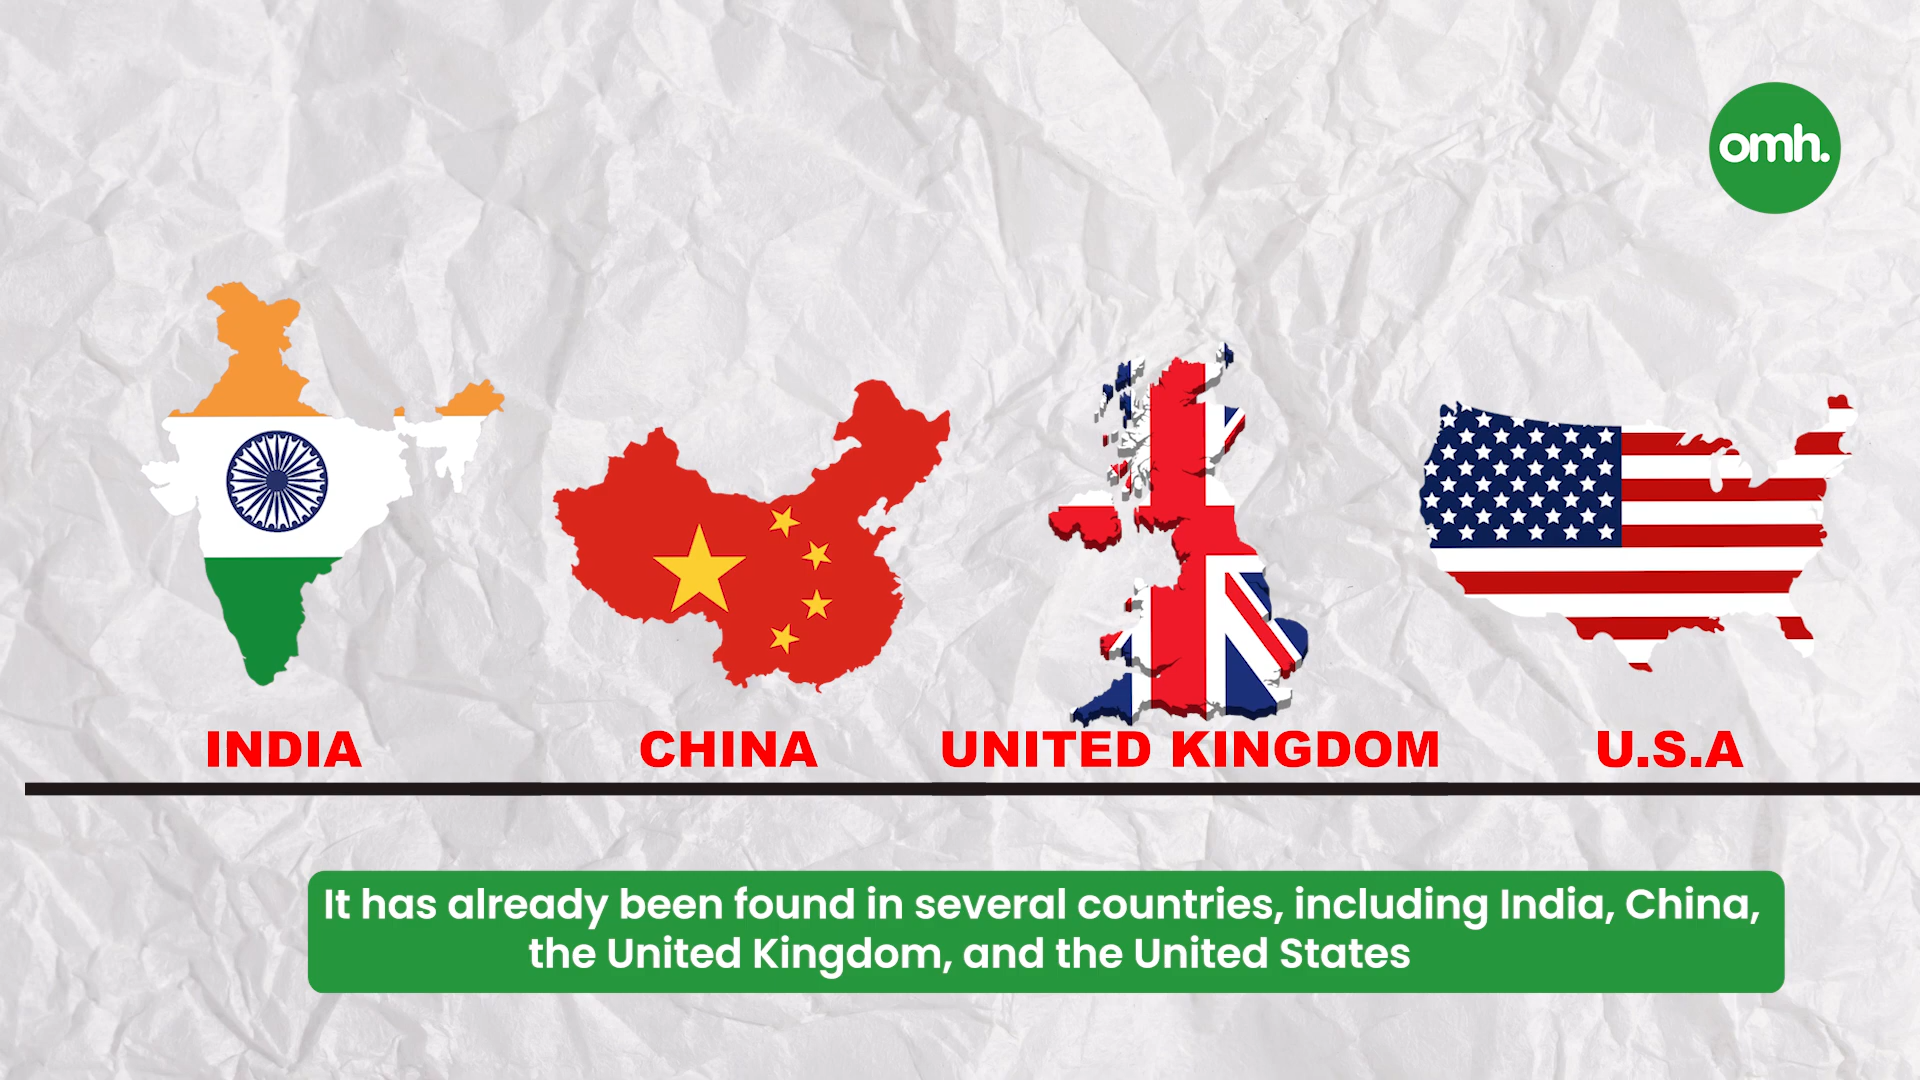 omh.
INDIA
CHINA
UNITED KINGDOM
U.S.A
It has already been found in several countries, including India, China,
the United Kingdom, and the United States